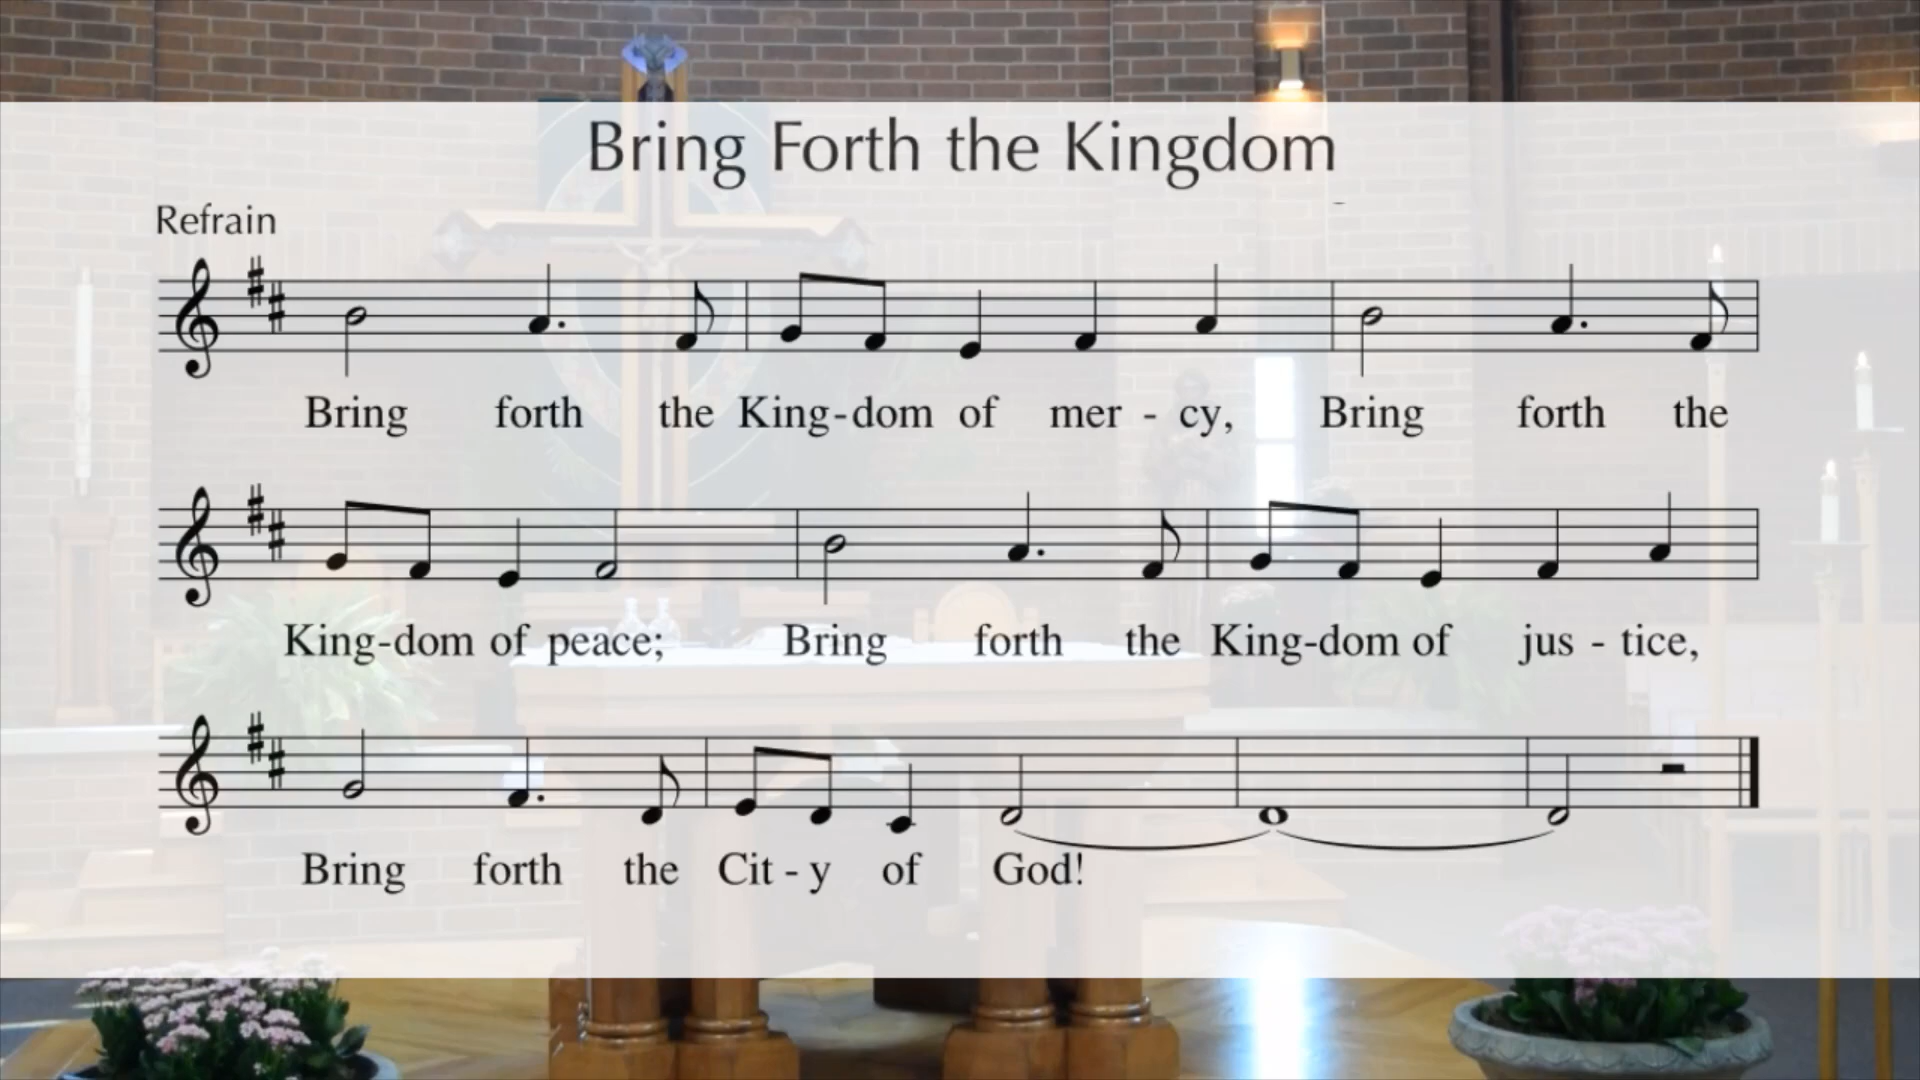 Bring Forth the Kingdom
Refrain
Bring forth the King-dom of mer - cy, Bring forth the
King-dom of peace; Bring forth the King-dom of jus - tice,
Bring forth the Cit - y of God!